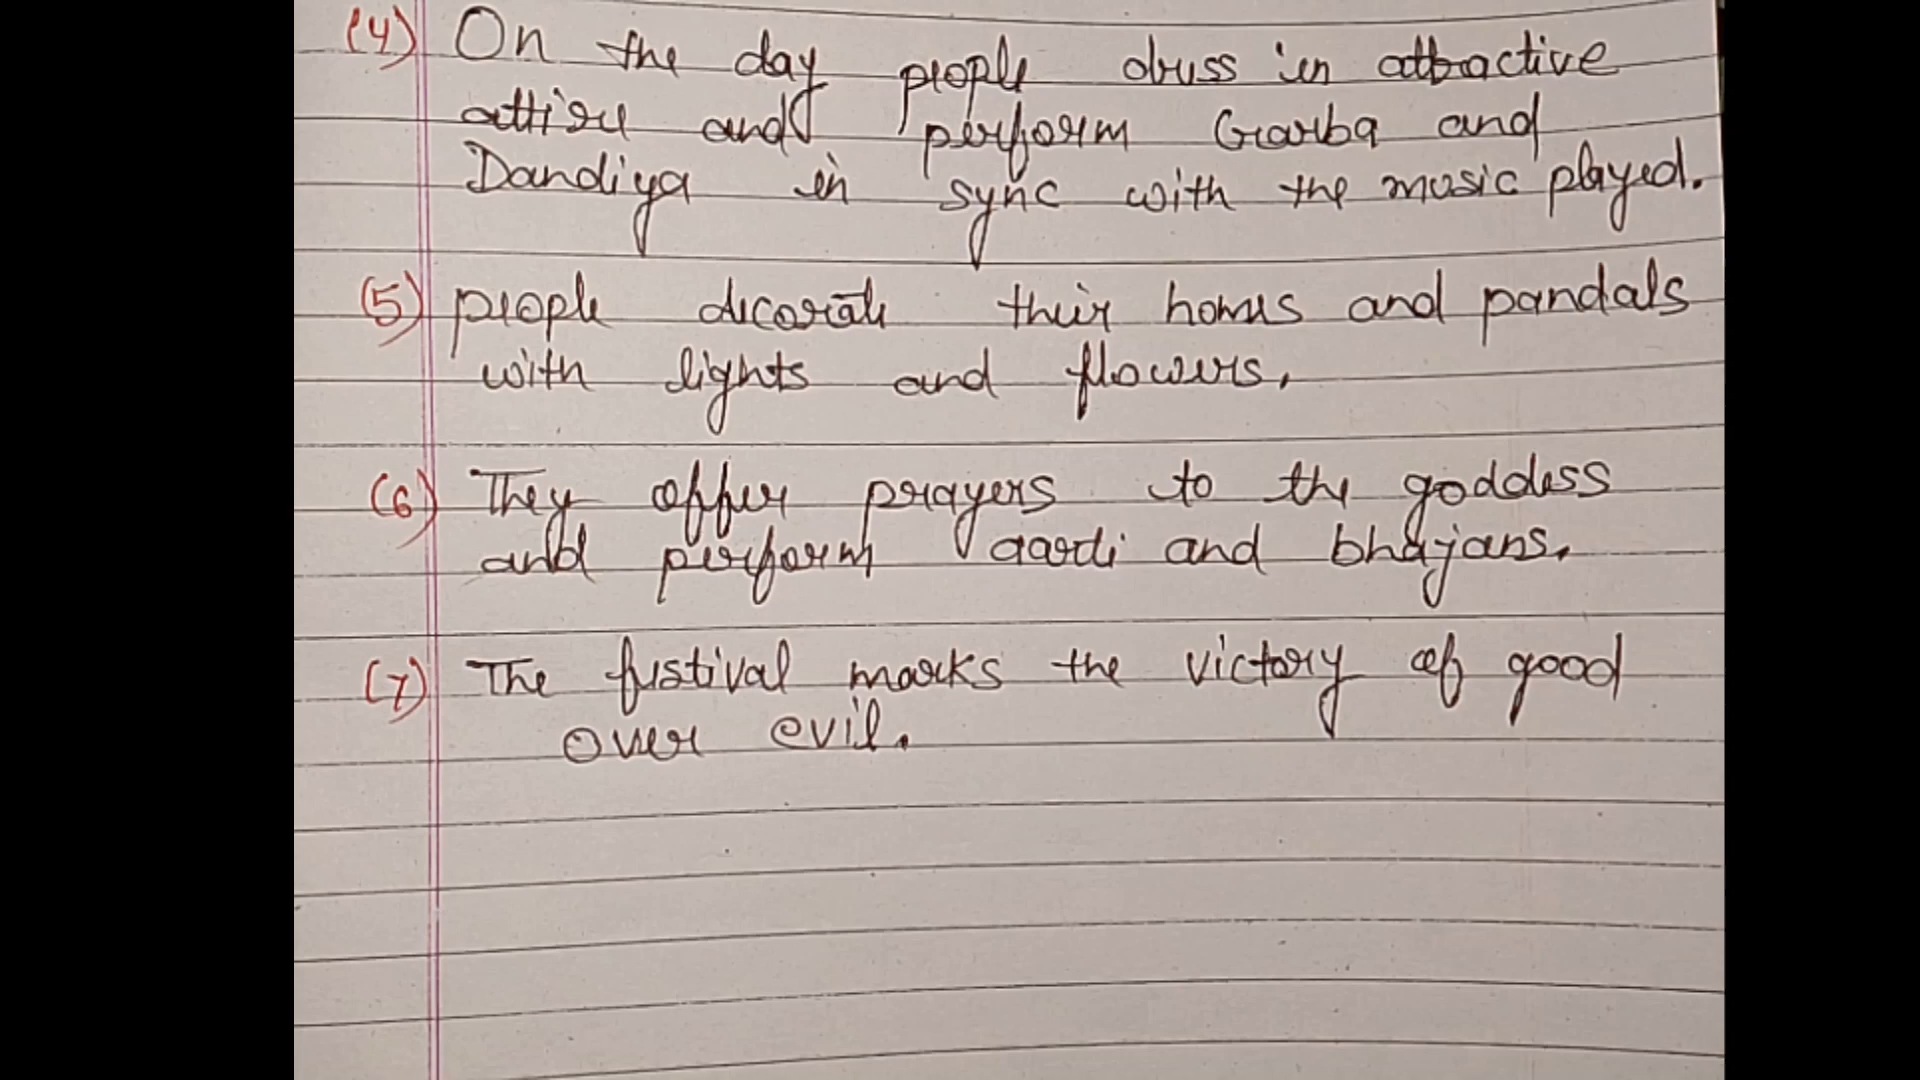 (4) On the day people dress in attractive
attire and perform Garba and
Dandiya in sync with the music played.
(5) people decorate their homes and pandals
with lights and flowers.
(6) They offer prayers to the goddess
and perform aarti and bhajans.
(7) The festival marks the victory of good
over evil.